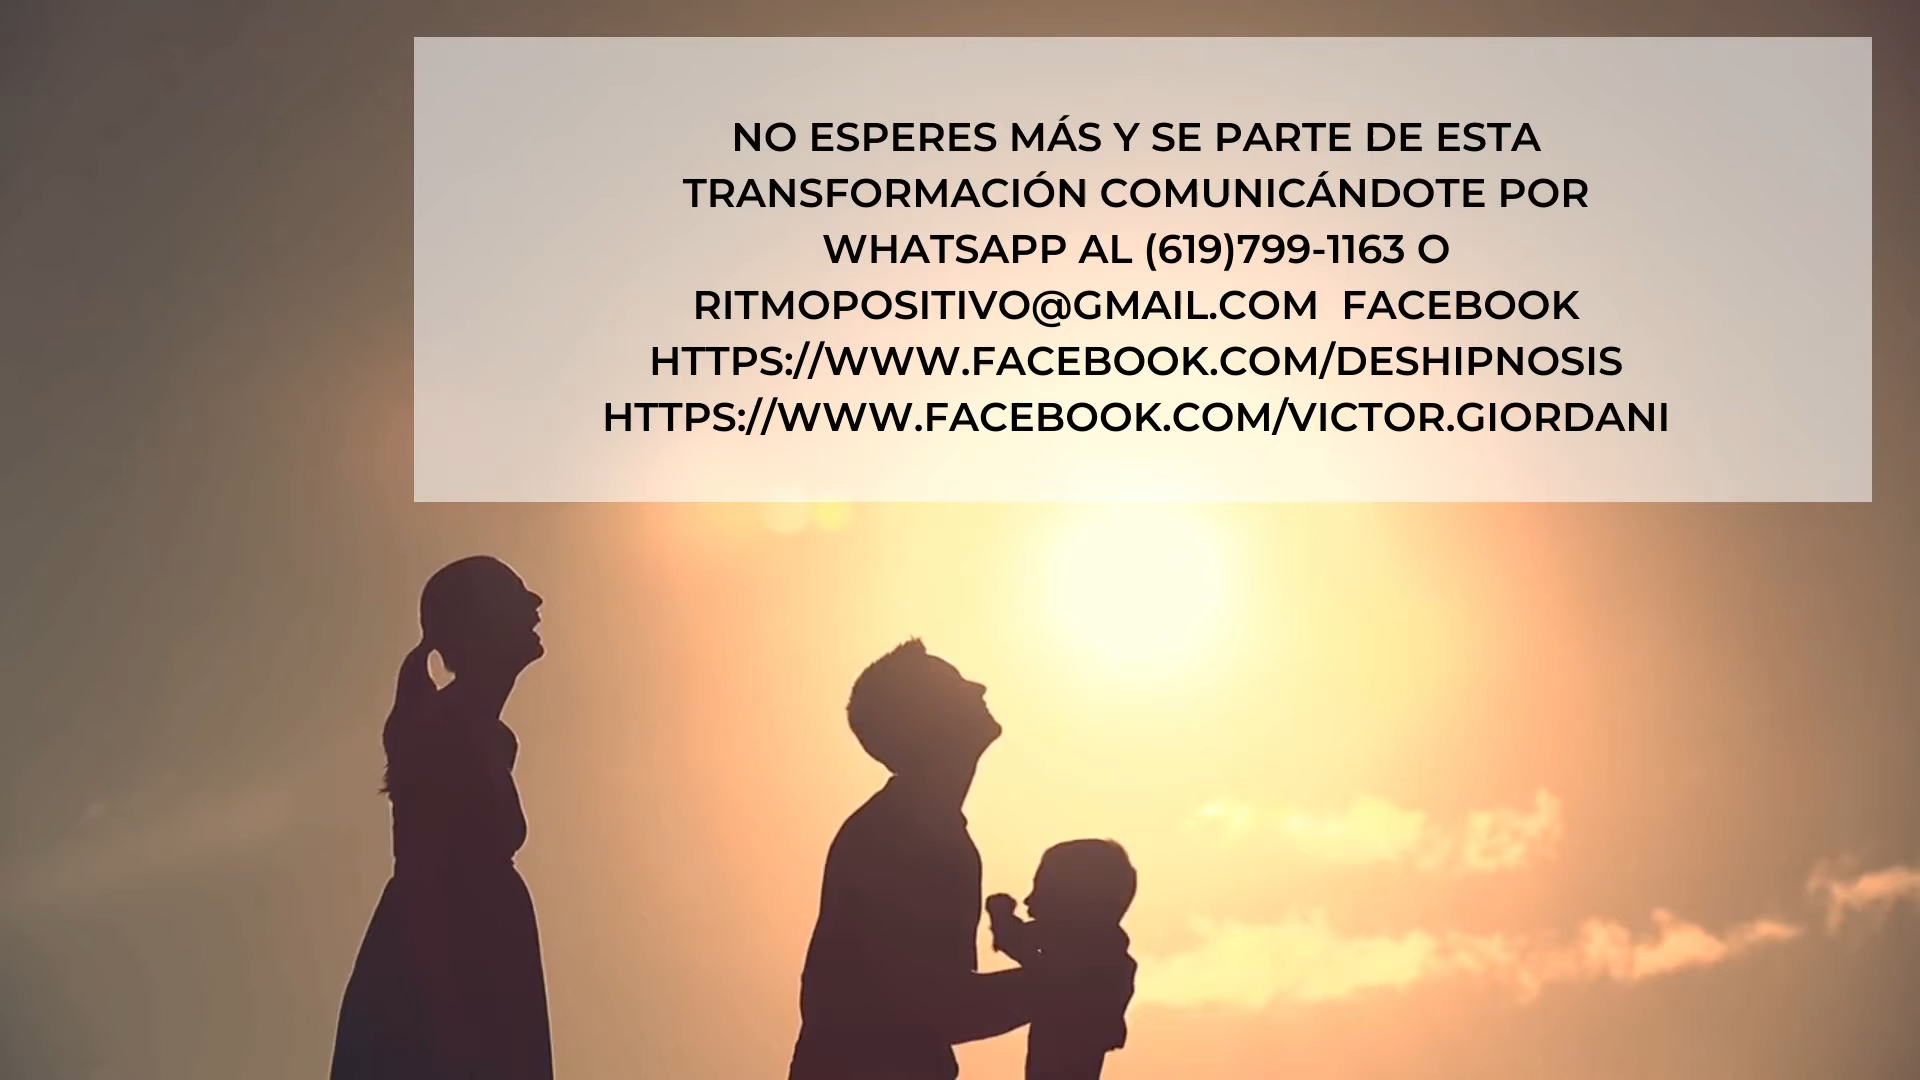 NO ESPERES MÁS Y SE PARTE DE ESTA
TRANSFORMACIÓN COMUNICÁNDOTE POR
WHATSAPP AL (619)799-1163 O
RITMOPOSITIVO@GMAIL.COM  FACEBOOK
HTTPS://WWW.FACEBOOK.COM/DESHIPNOSIS
HTTPS://WWW.FACEBOOK.COM/VICTOR.GIORDANI